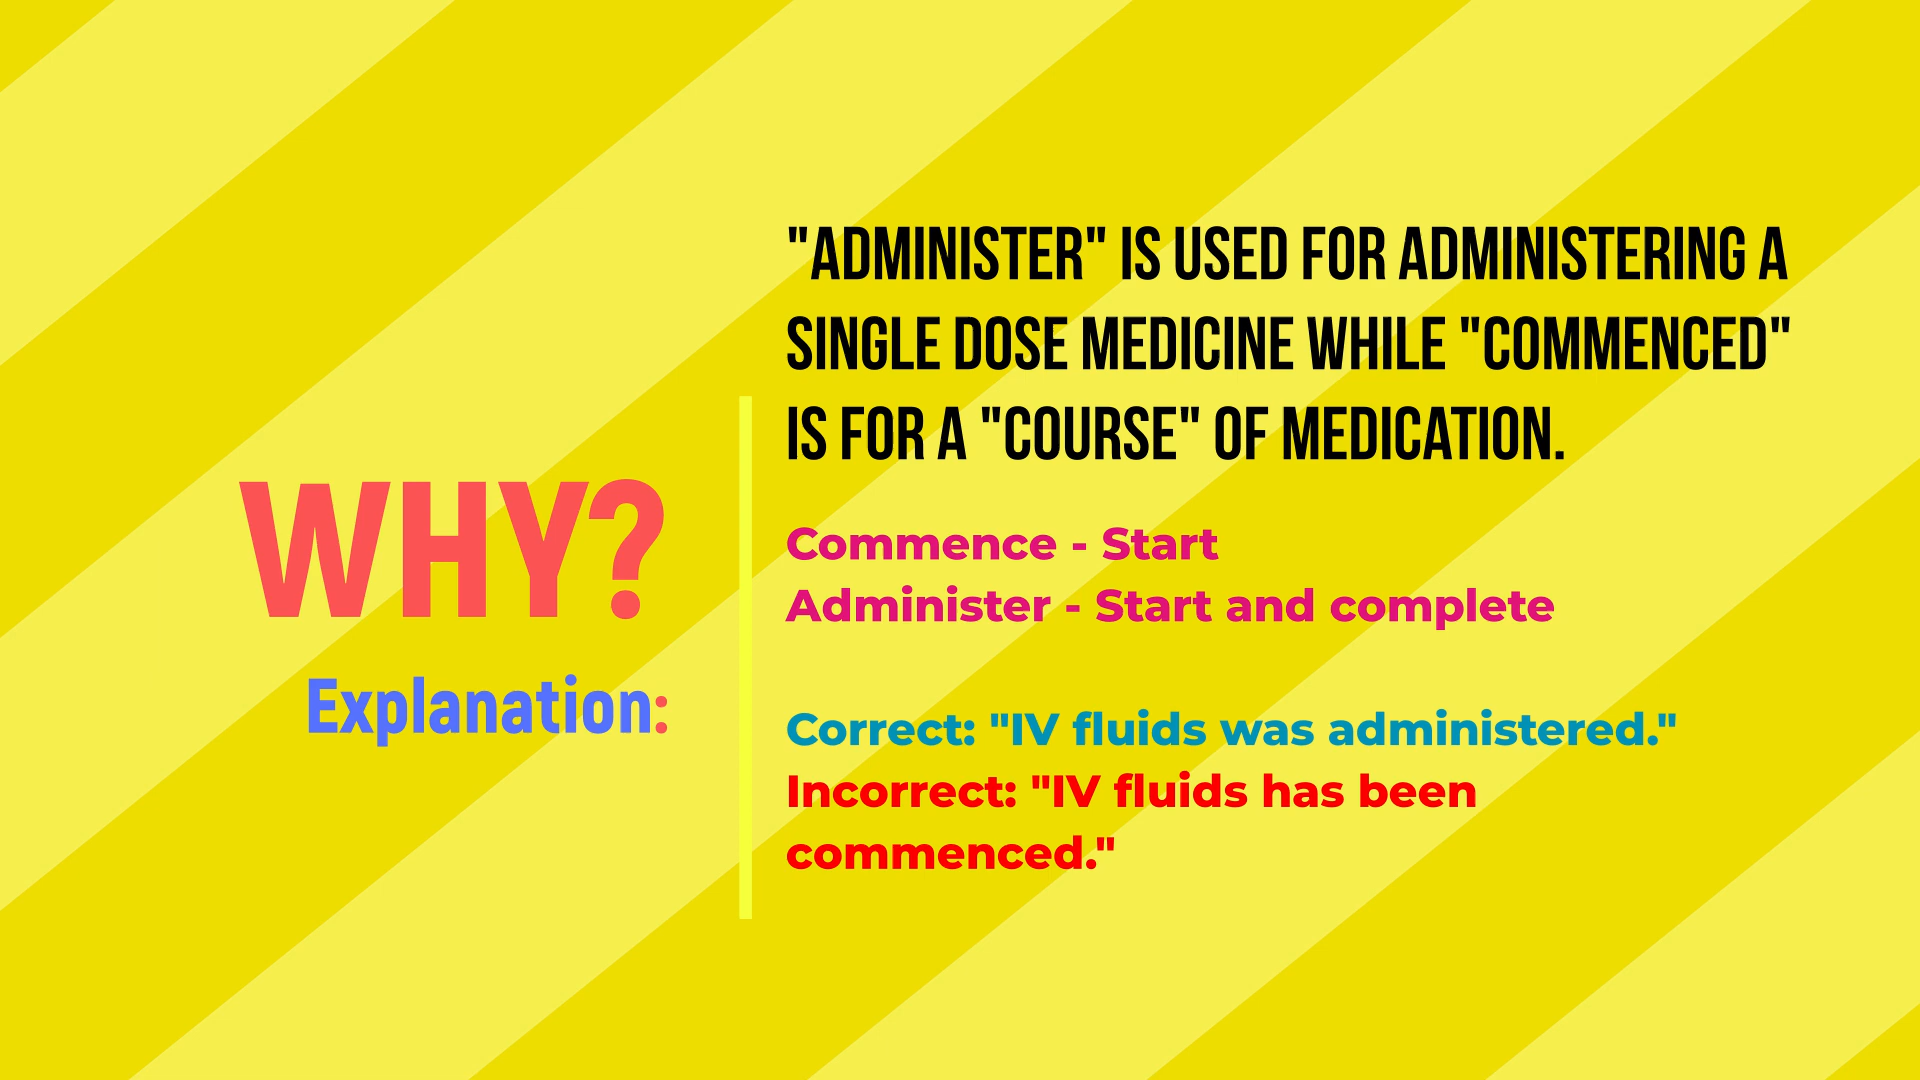 WHY?
Explanation:
"ADMINISTER" IS USED FOR ADMINISTERING A
SINGLE DOSE MEDICINE WHILE "COMMENCED"
IS FOR A "COURSE" OF MEDICATION.
Commence - Start
Administer - Start and complete
Correct: "IV fluids was administered."
Incorrect: "IV fluids has been
commenced."